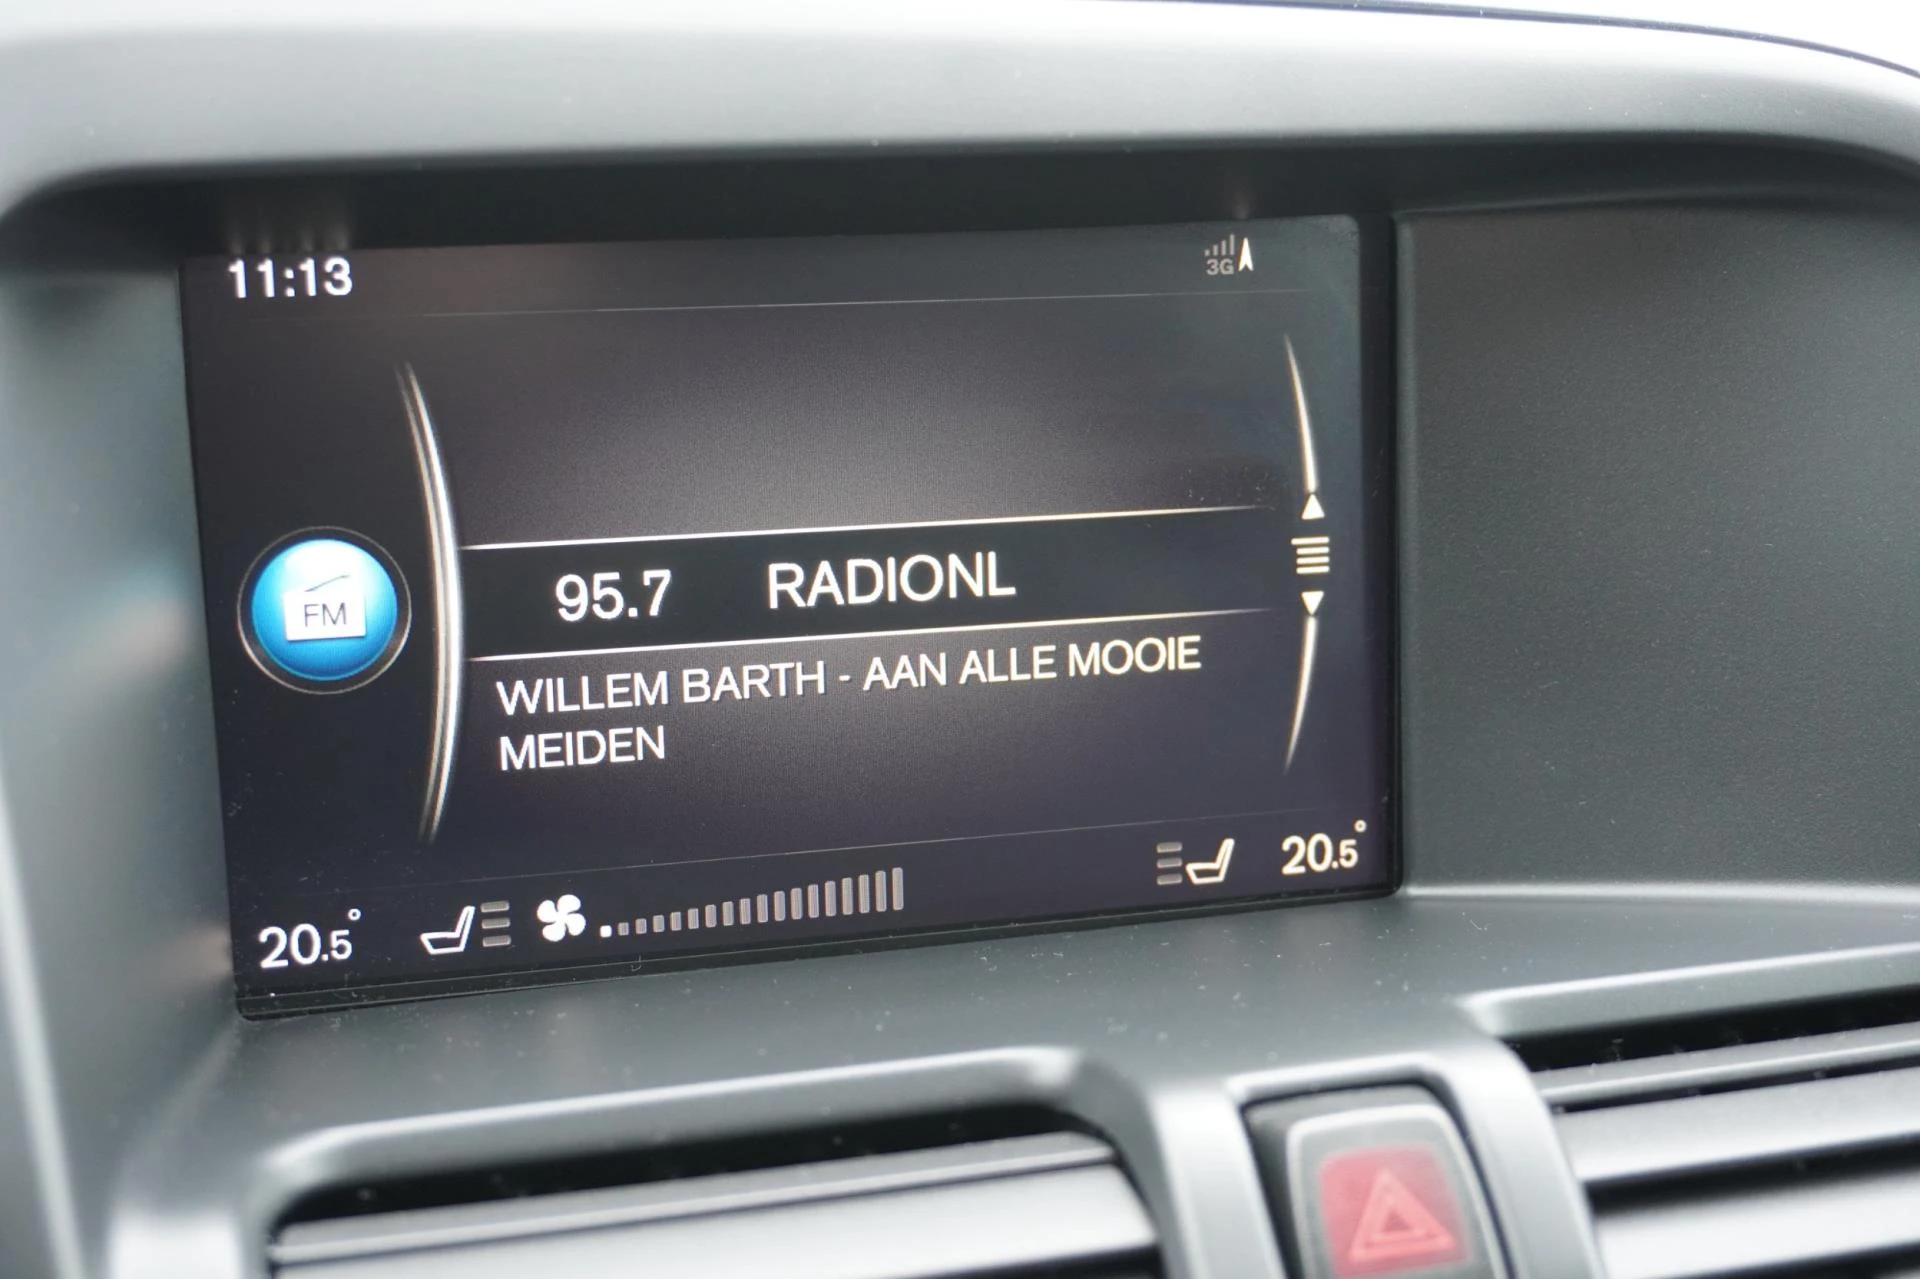 11:13
3G
FM
95.7 RADIONL
WILLEM BARTH - AAN ALLE MOOIE
MEIDEN
20.5° 20.5°